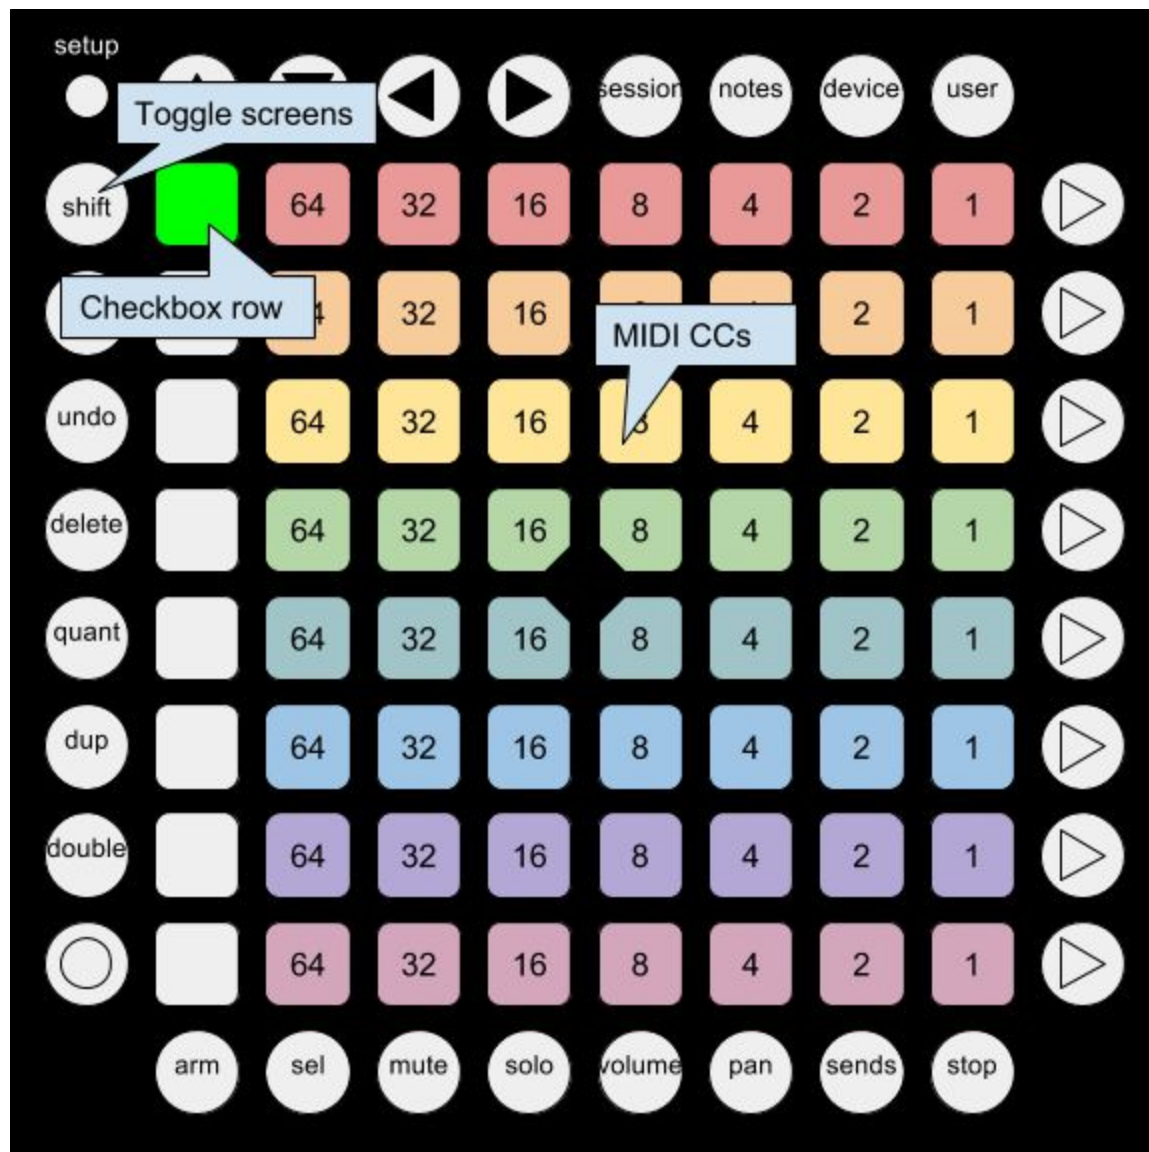 setup
Toggle screens
session notes device user
shift 64 32 16 8 4 2 1
Checkbox row
4 32 16 2 1
MIDI CCs
undo 64 32 16 8 4 2 1
delete 64 32 16 8 4 2 1
quant 64 32 16 8 4 2 1
dup 64 32 16 8 4 2 1
double 64 32 16 8 4 2 1
64 32 16 8 4 2 1
arm sel mute solo volume pan sends stop